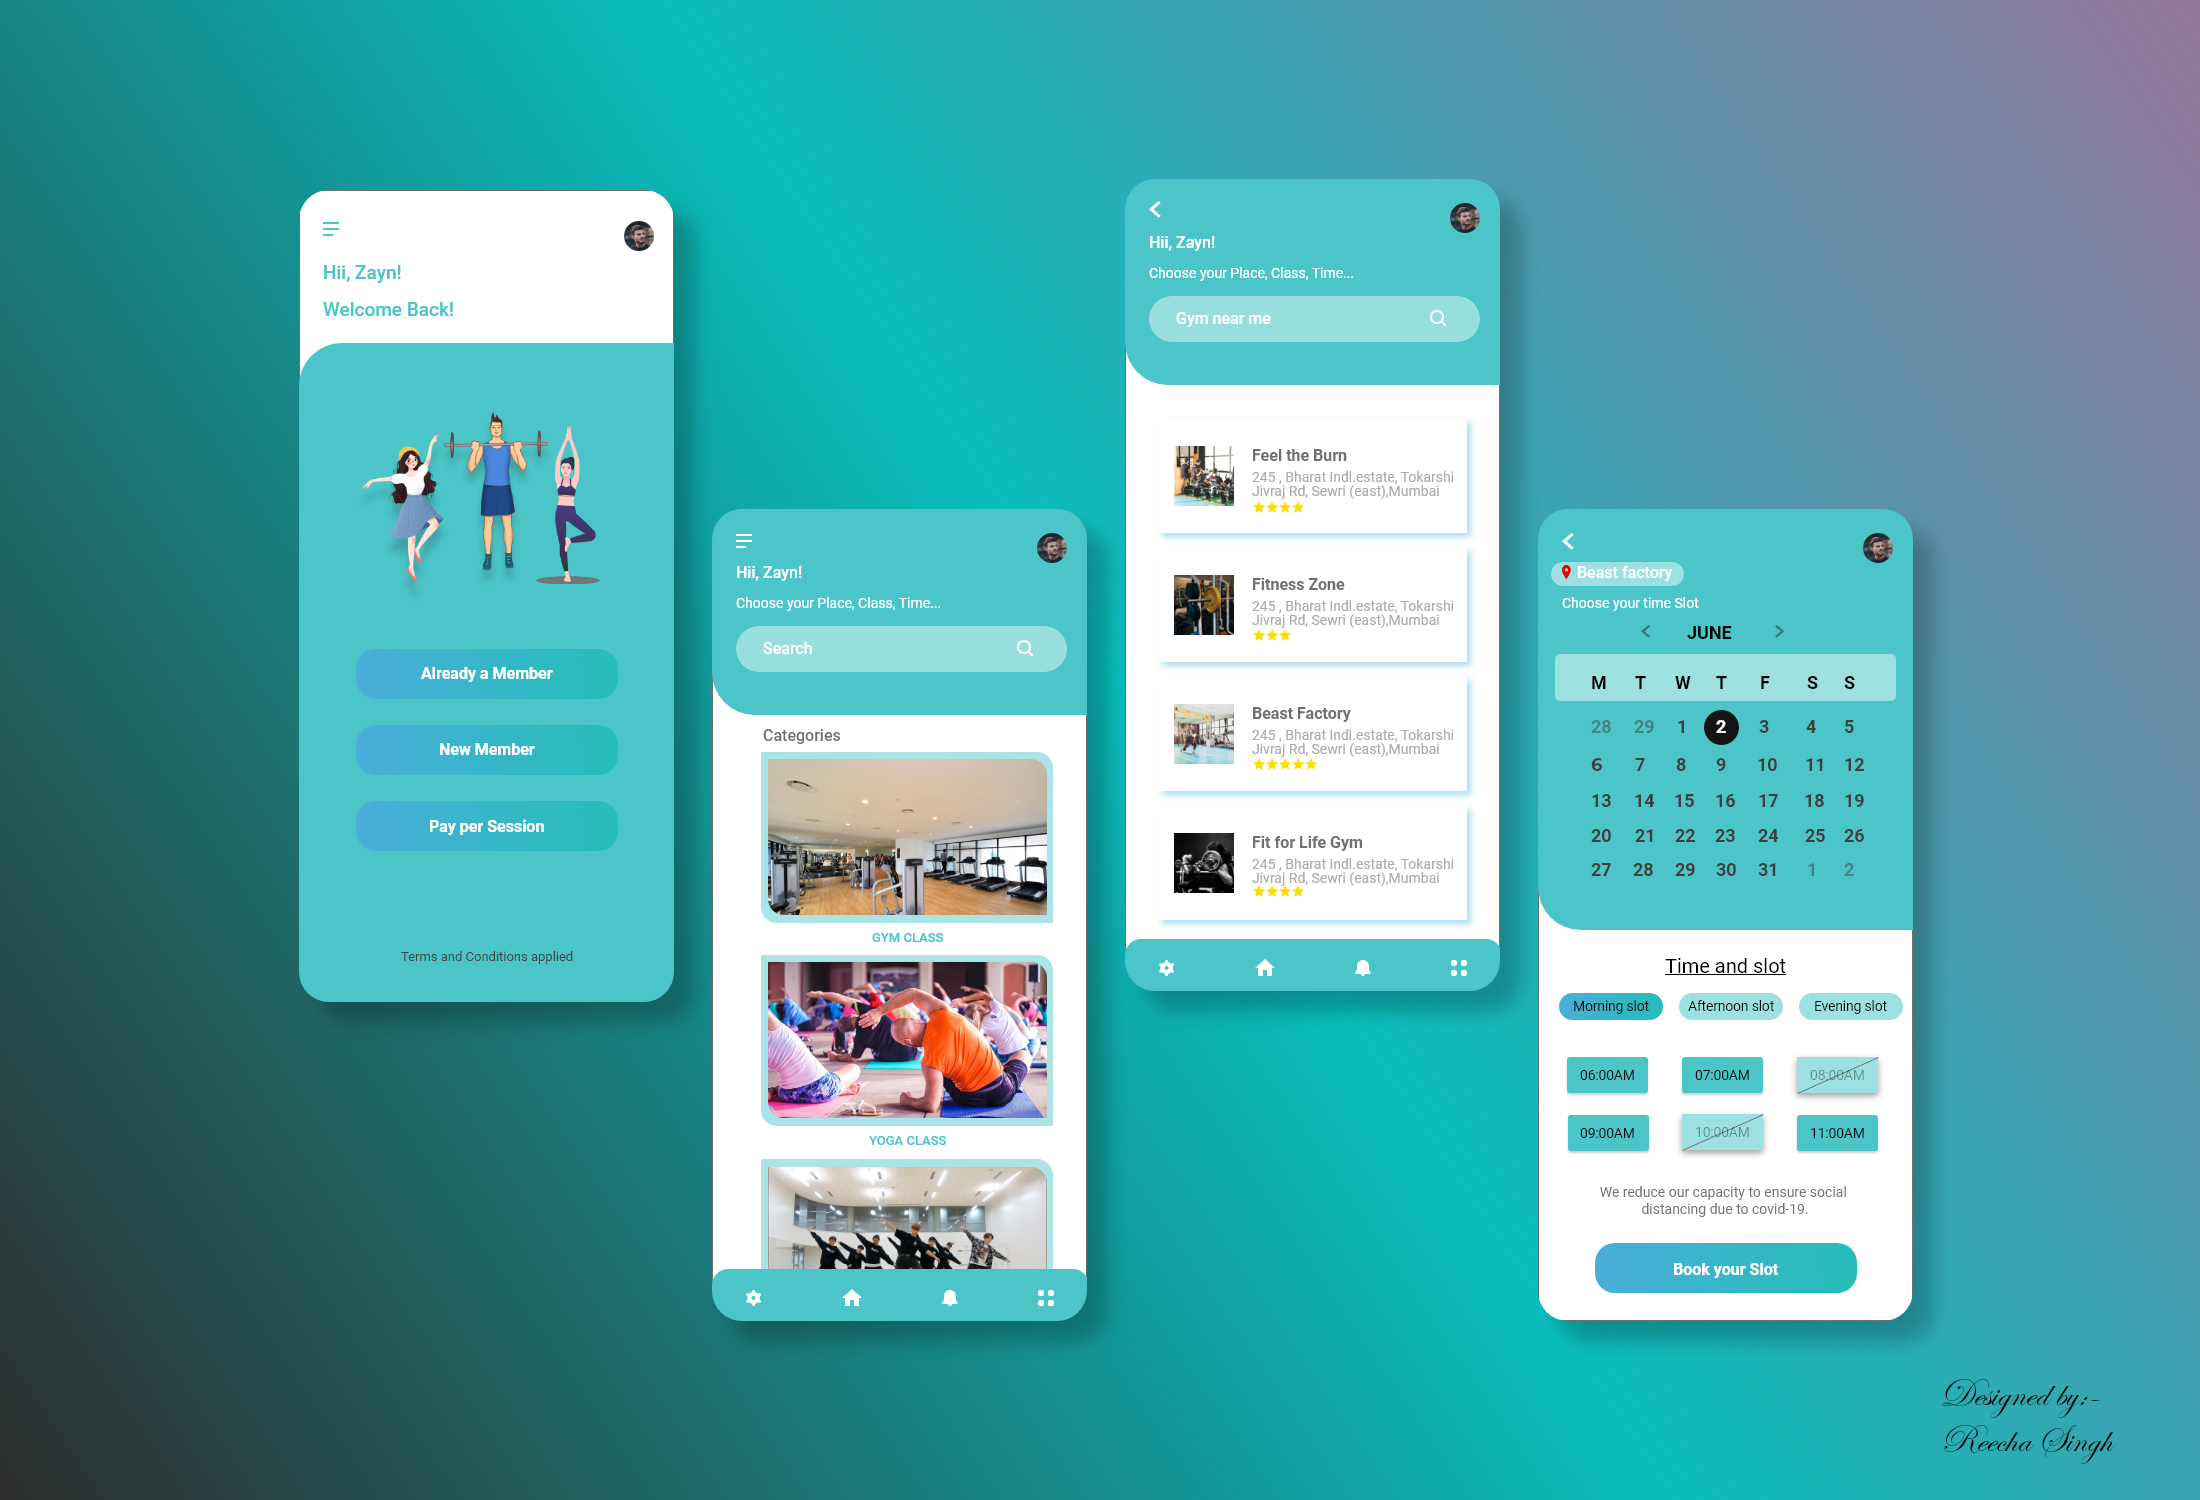 Hii, Zayn!
Welcome Back!
Already a Member
New Member
Pay per Session
Terms and Conditions applied
Hii, Zayn!
Choose your Place, Class, Time...
Search
Categories
GYM CLASS
YOGA CLASS
Hii, Zayn!
Choose your Place, Class, Time...
Gym near me
Feel the Burn
245 , Bharat Indl.estate, Tokarshi
Jivraj Rd, Sewri (east),Mumbai
Fitness Zone
245 , Bharat Indl.estate, Tokarshi
Jivraj Rd, Sewri (east),Mumbai
Beast Factory
245 , Bharat Indl.estate, Tokarshi
Jivraj Rd, Sewri (east),Mumbai
Fit for Life Gym
245 , Bharat Indl.estate, Tokarshi
Jivraj Rd, Sewri (east),Mumbai
Beast factory
Choose your time Slot
JUNE
M T W T F S S
28 29 1 2 3 4 5
6 7 8 9 10 11 12
13 14 15 16 17 18 19
20 21 22 23 24 25 26
27 28 29 30 31 1 2
Time and slot
Morning slot Afternoon slot Evening slot
06:00AM 07:00AM 08:00AM
09:00AM 10:00AM 11:00AM
We reduce our capacity to ensure social
distancing due to covid-19.
Book your Slot
Designed by:-
Reecha Singh